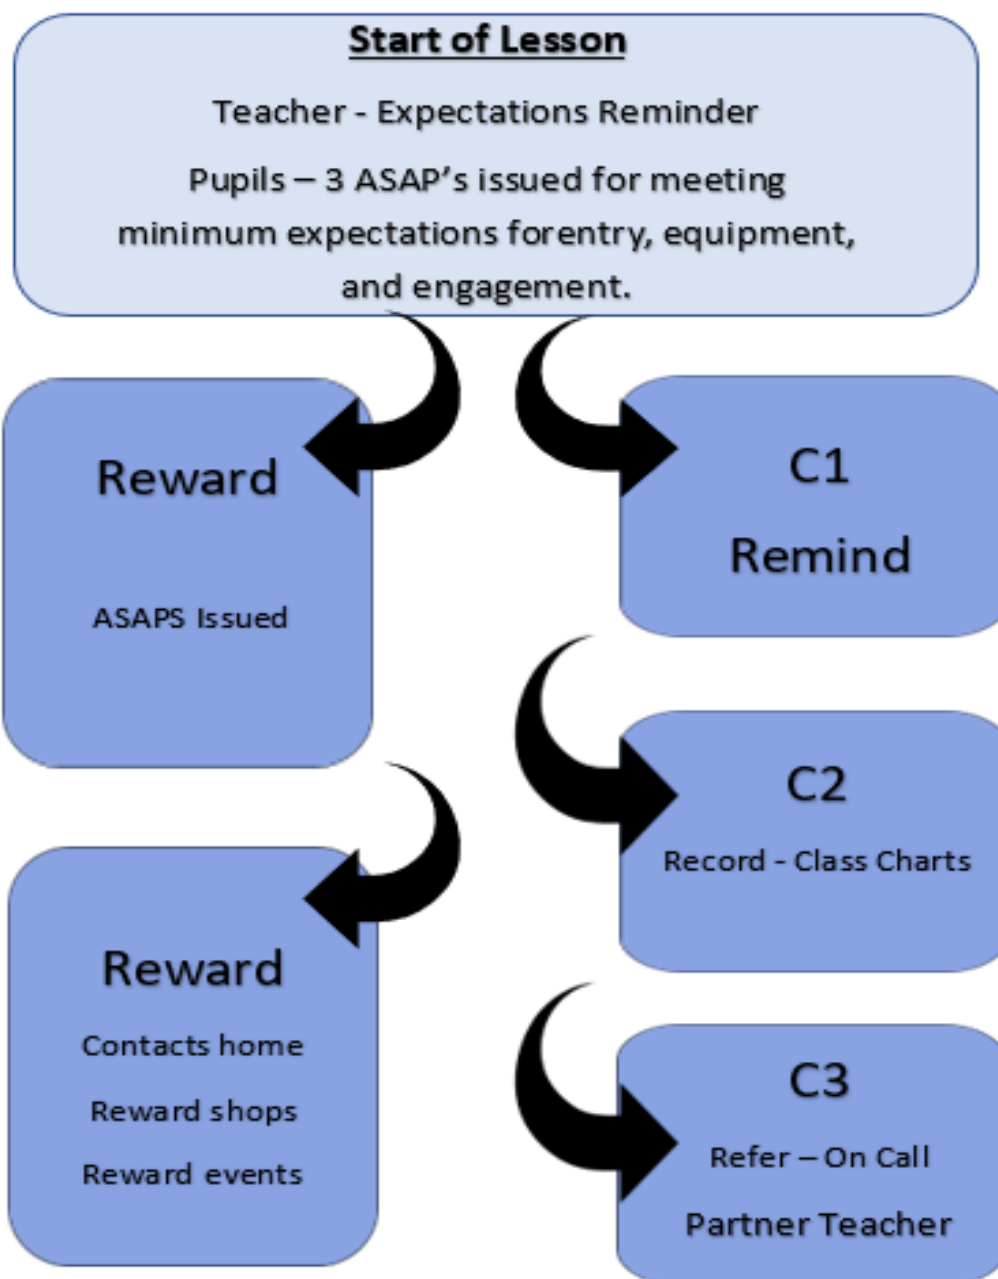 Start of Lesson
Teacher - Expectations Reminder
Pupils – 3 ASAP’s issued for meeting
minimum expectations forentry, equipment,
and engagement.
Reward
ASAPS Issued
Reward
Contacts home
Reward shops
Reward events
C1
Remind
C2
Record - Class Charts
C3
Refer – On Call
Partner Teacher